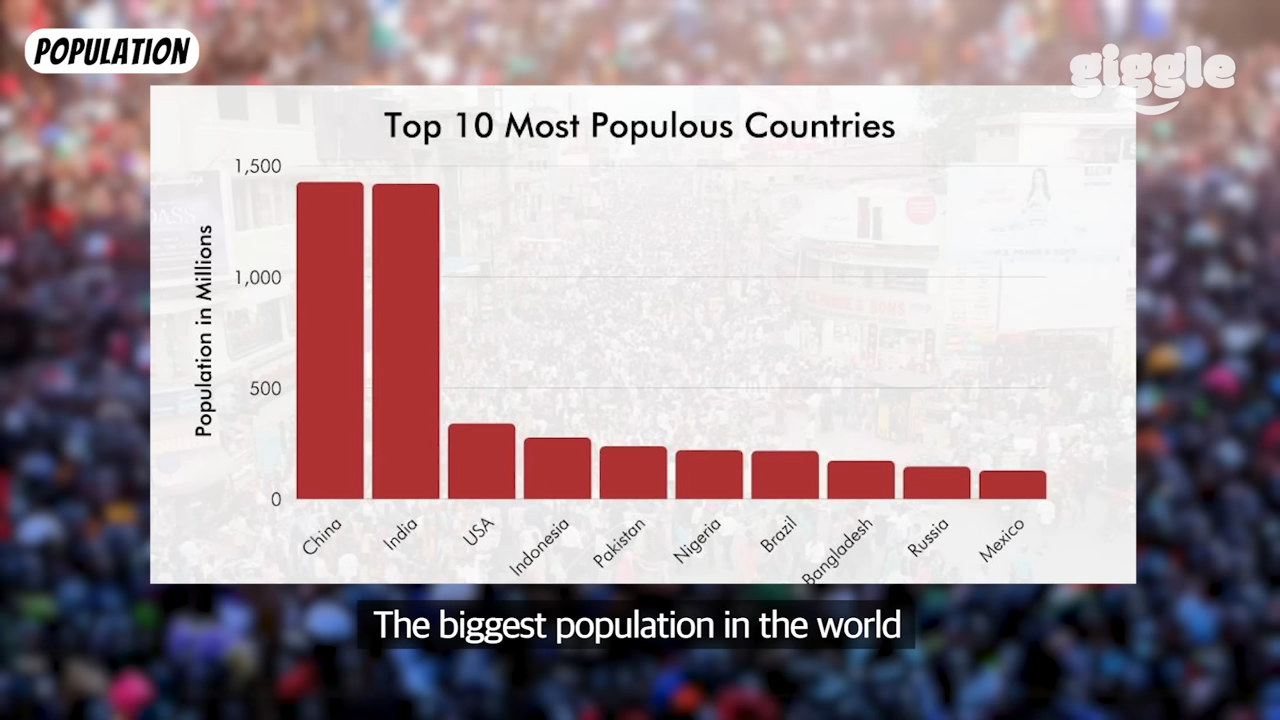 POPULATION
giggle
Top 10 Most Populous Countries
Population in Millions
1,500
1,000
500
0
China
India
USA
Indonesia
Pakistan
Nigeria
Brazil
Bangladesh
Russia
Mexico
The biggest population in the world